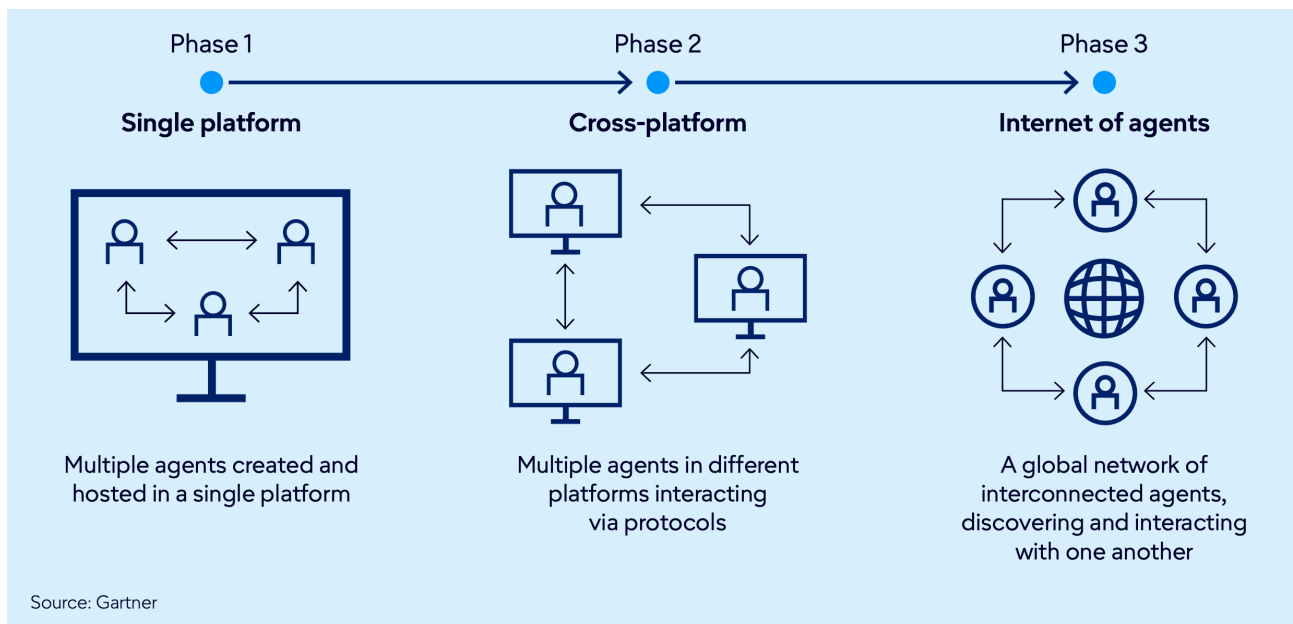 Phase 1
Phase 2
Phase 3
Single platform
Cross-platform
Internet of agents
Multiple agents created and
hosted in a single platform
Multiple agents in different
platforms interacting
via protocols
A global network of
interconnected agents,
discovering and interacting
with one another
Source: Gartner